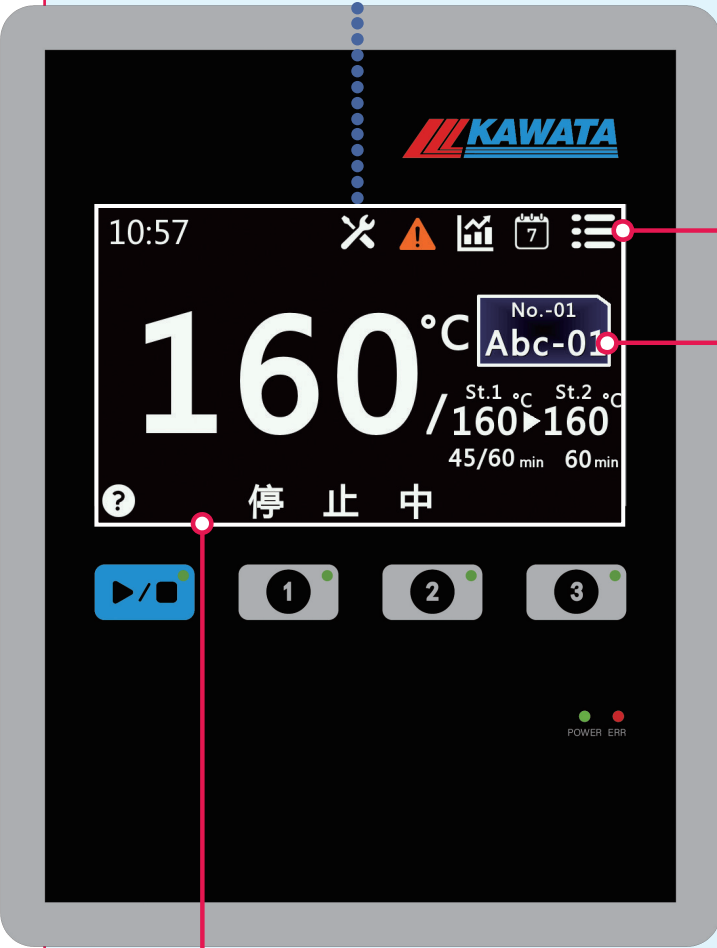 KAWATA
10:57
7
160°C
No.-01
Abc-01
St.1 °C St.2 °C
/160▶160
45/60 min 60 min
?
停 止 中
1
2
3
POWER ERR